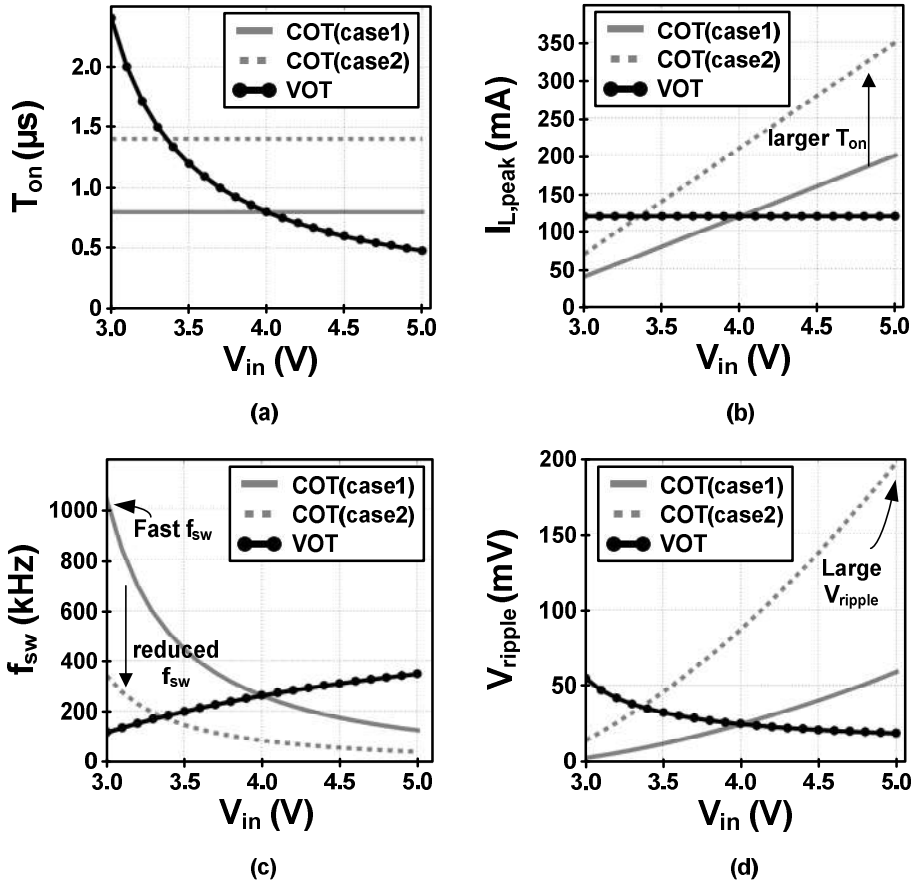 COT(case1)
COT(case2)
VOT
2.0
1.5
1.0
0.5
0
Ton (μs)
3.0 3.5 4.0 4.5 5.0
Vin (V)
(a)
COT(case1)
COT(case2)
VOT
larger Ton
350
300
250
200
150
100
50
0
IL,peak (mA)
3.0 3.5 4.0 4.5 5.0
Vin (V)
(b)
COT(case1)
COT(case2)
VOT
Fast fsw
reduced
fsw
1000
800
600
400
200
0
fsw (kHz)
3.0 3.5 4.0 4.5 5.0
Vin (V)
(c)
COT(case1)
COT(case2)
VOT
Large
Vripple
200
150
100
50
0
Vripple (mV)
3.0 3.5 4.0 4.5 5.0
Vin (V)
(d)